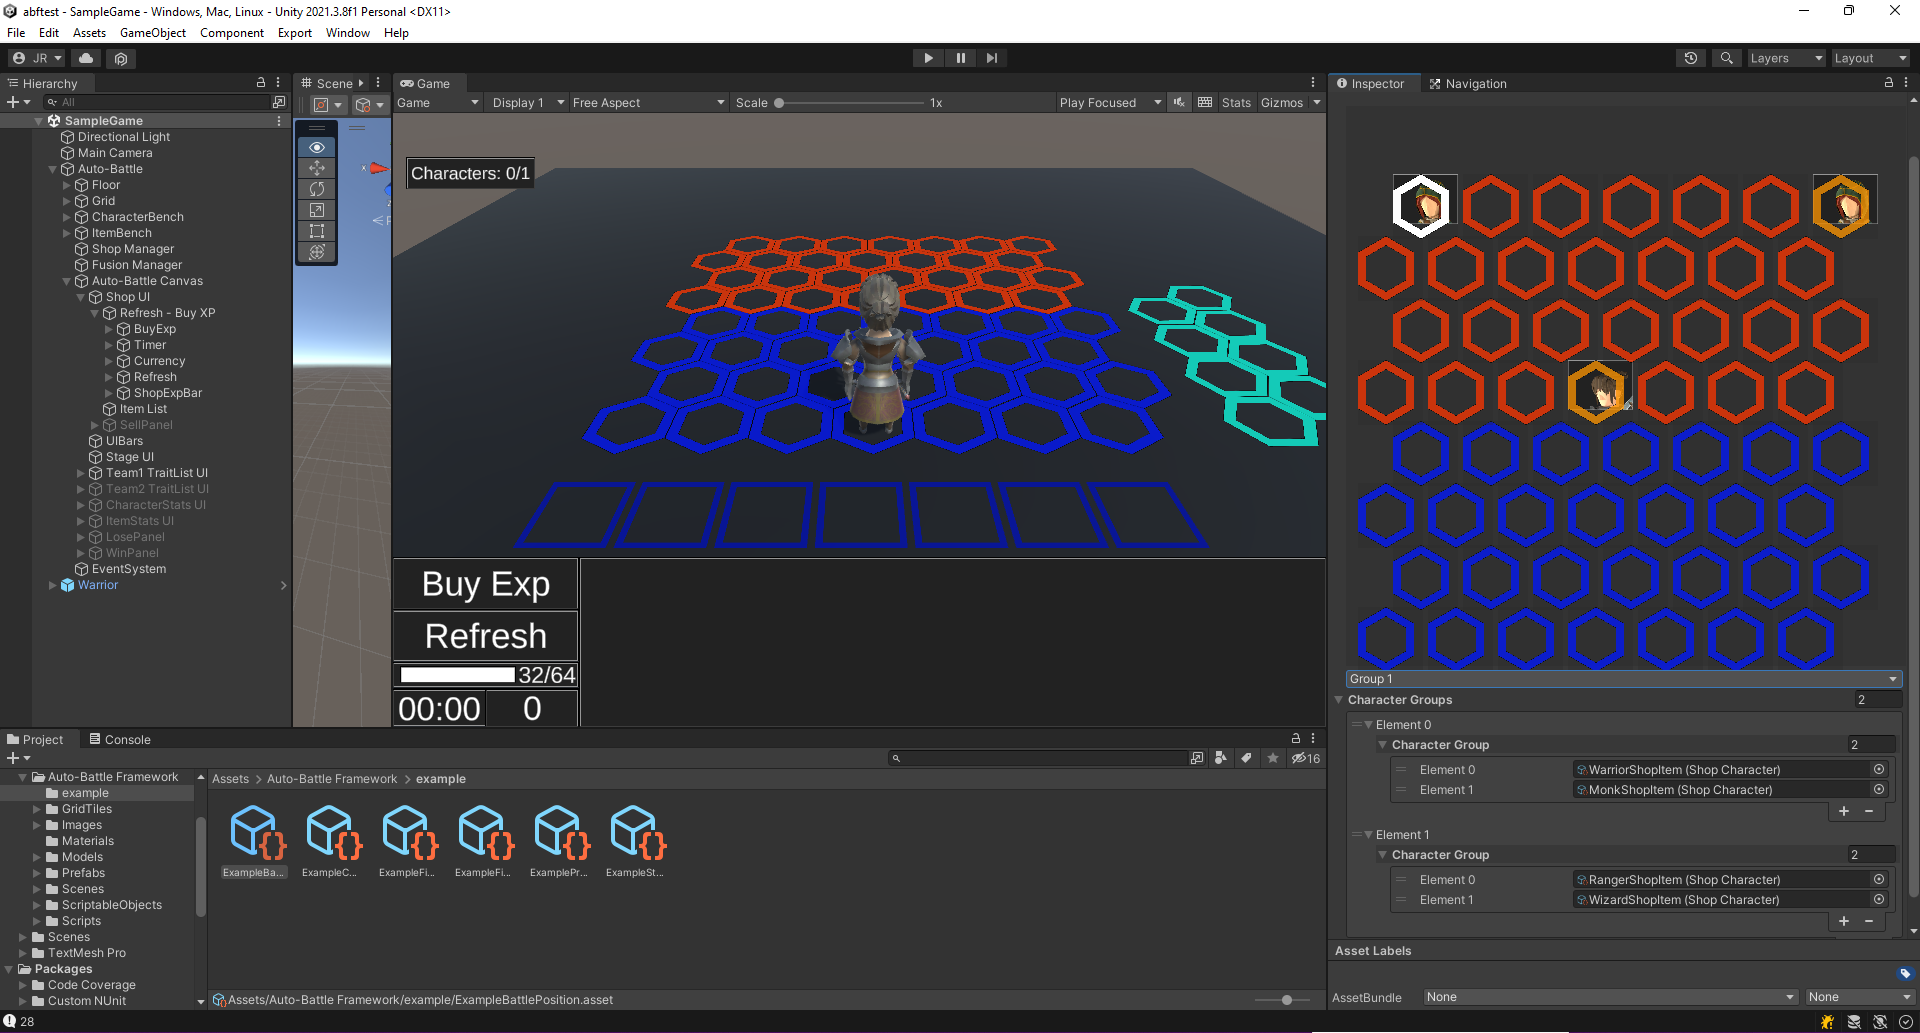 abftest - SampleGame - Windows, Mac, Linux - Unity 2021.3.8f1 Personal <DX11>
File Edit Assets GameObject Component Export Window Help
JR Layers Layout
Hierarchy
All
SampleGame
Directional Light
Main Camera
Auto-Battle
Floor
Grid
CharacterBench
ItemBench
Shop Manager
Fusion Manager
Auto-Battle Canvas
Shop UI
Refresh - Buy XP
BuyExp
Timer
Currency
Refresh
ShopExpBar
Item List
SellPanel
UIBars
Stage UI
Team1 TraitList UI
Team2 TraitList UI
CharacterStats UI
ItemStats UI
LosePanel
WinPanel
EventSystem
Warrior
Scene
Game
Game Display 1 Free Aspect Scale 1x Play Focused Stats Gizmos
Characters: 0/1
Buy Exp
Refresh
32/64
00:00 0
Inspector Navigation
Group 1
Character Groups 2
Element 0
Character Group 2
Element 0 WarriorShopItem (Shop Character)
Element 1 MonkShopItem (Shop Character)
Element 1
Character Group 2
Element 0 RangerShopItem (Shop Character)
Element 1 WizardShopItem (Shop Character)
Asset Labels
AssetBundle None None
Project Console
16
Auto-Battle Framework
example
GridTiles
Images
Materials
Models
Prefabs
Scenes
ScriptableObjects
Scripts
Scenes
TextMesh Pro
Packages
Code Coverage
Custom NUnit
Assets > Auto-Battle Framework > example
ExampleBa... ExampleC... ExampleFi... ExampleFi... ExamplePr... ExampleSt...
Assets/Auto-Battle Framework/example/ExampleBattlePosition.asset
28